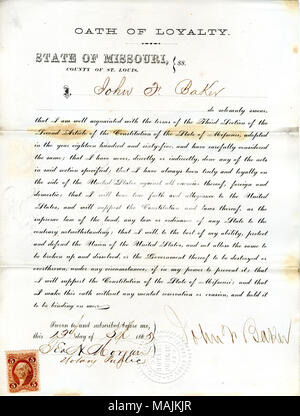 OATH OF LOYALTY.
STATE OF MISSOURI, } SS.
COUNTY OF ST. LOUIS,
I, John F Baker
do solemnly swear,
that I am well acquainted with the terms of the Third Section of the
Second Article of the Constitution of the State of Missouri, adopted
in the year eighteen hundred and sixty-five, and have carefully considered
the same; that I have never, directly or indirectly, done any of the acts
in said section specified; that I have always been truly and loyally on
the side of the United States against all enemies thereof, foreign and
domestic; that I will bear true faith and allegiance to the United
States, and will support the Constitution and laws thereof, as the
supreme law of the land, any law or ordinance of any State to the
contrary notwithstanding; that I will, to the best of my ability, protect
and defend the Union of the United States, and not allow the same to
be broken up and dissolved, or the Government thereof to be destroyed or
overthrown, under any circumstances, if in my power to prevent it; that I
will support the Constitution of the State of Missouri; and that I
make this oath without any mental reservation or evasion, and hold it
to be binding on me.
Sworn to and subscribed before me,
this day of 186
Notary Public
John F Baker
alamy
Image ID: MAJKJR
www.alamy.com